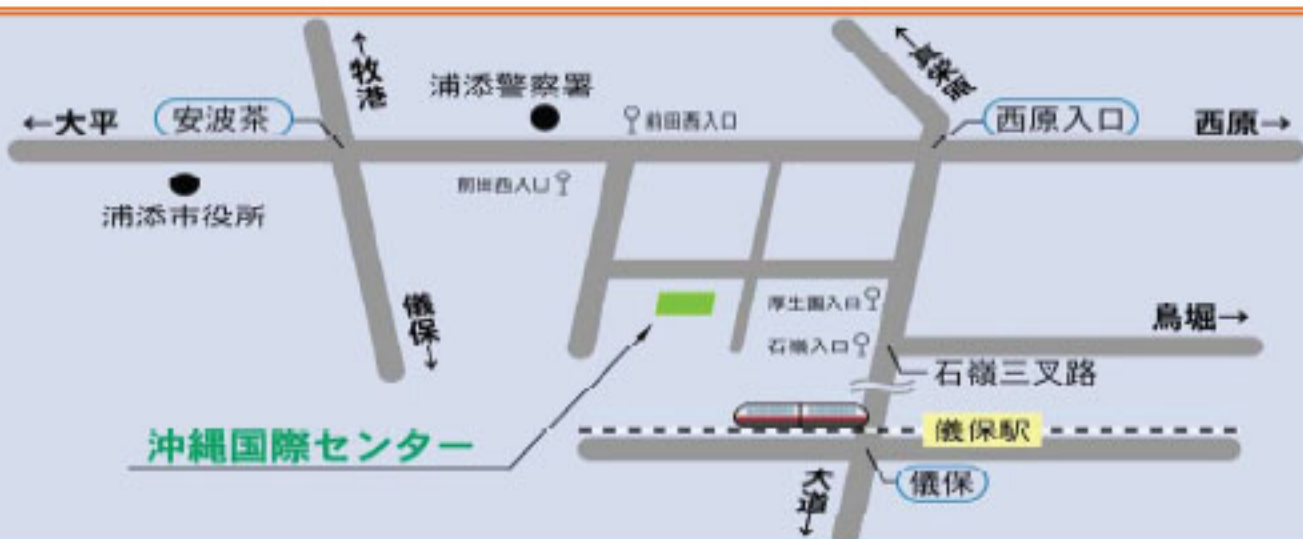 ↑牧港
←真栄原
浦添警察署
前田西入口
←大平
安波茶
西原入口
西原→
前田西入口
浦添市役所
儀保↓
厚生園入口
鳥堀→
石嶺入口
石嶺三叉路
儀保駅
沖縄国際センター
儀保
大道↓